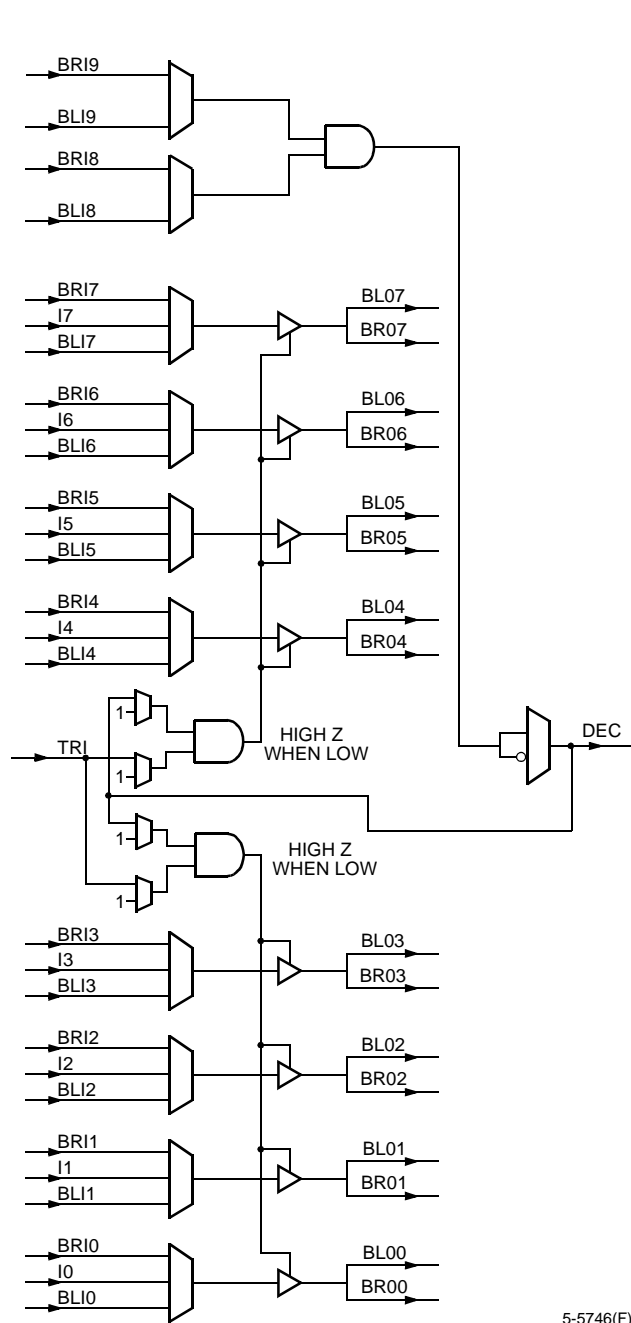 BRI9
BLI9
BRI8
BLI8
BRI7
I7
BLI7
BL07
BR07
BRI6
I6
BLI6
BL06
BR06
BRI5
I5
BLI5
BL05
BR05
BRI4
I4
BLI4
BL04
BR04
1
TRI
1
HIGH Z
WHEN LOW
DEC
1
1
HIGH Z
WHEN LOW
BRI3
I3
BLI3
BL03
BR03
BRI2
I2
BLI2
BL02
BR02
BRI1
I1
BLI1
BL01
BR01
BRI0
I0
BLI0
BL00
BR00
5-5746(F)